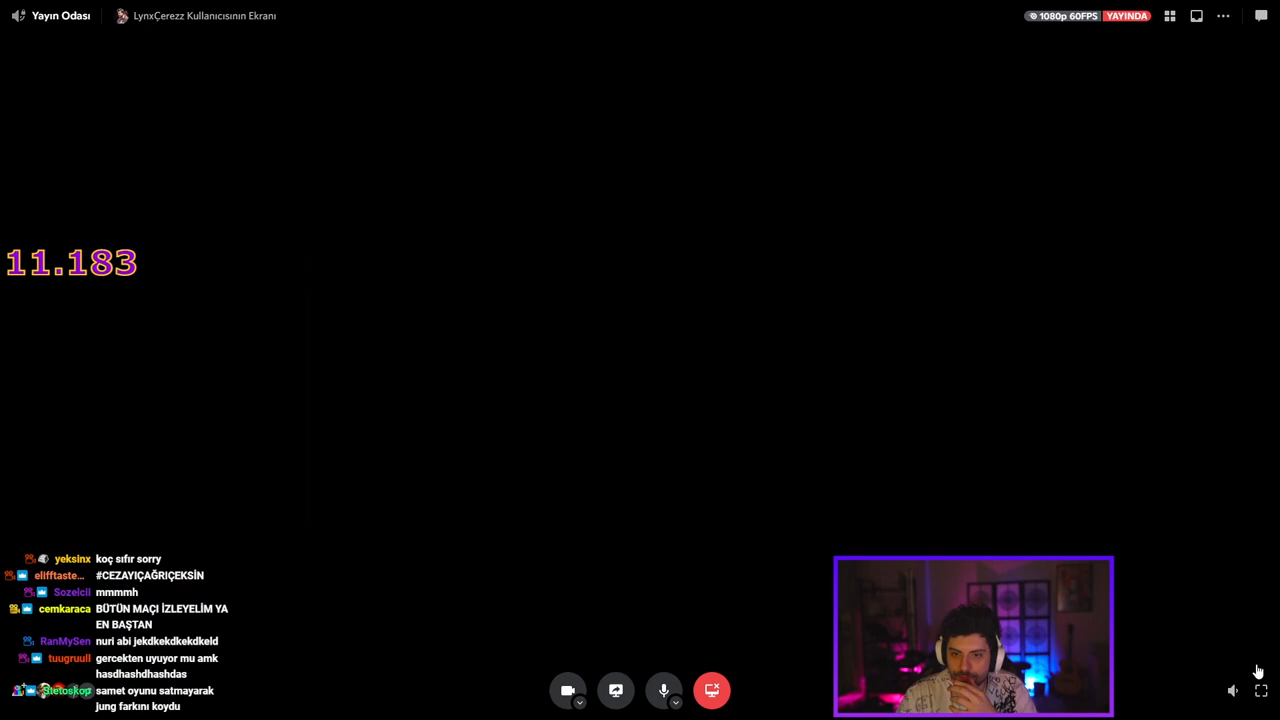 Yayın Odası
LynxÇerezz Kullanıcısının Ekranı
1080p 60FPS YAYINDA
11.183
yeksinx koç sıfır sorry
elifftaste... #CEZAYIÇAĞRIÇEKSİN
Sozelcii mmmmh
cemkaraca BÜTÜN MAÇI İZLEYELİM YA
EN BAŞTAN
RanMySen nuri abi jekdkekdkekdkeld
tuugruull gercekten uyuyor mu amk
hasdhashdhashdas
Stetoskop samet oyunu satmayarak
jung farkını koydu